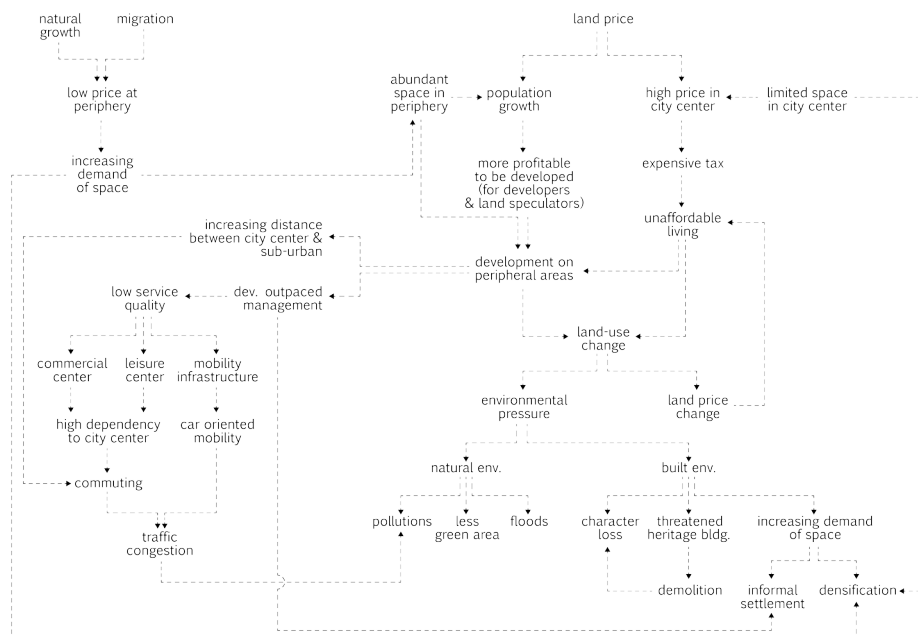 natural
growth
migration
land price
low price at
periphery
abundant
space in
periphery
population
growth
high price in
city center
limited space
in city center
increasing
demand
of space
more profitable
to be developed
(for developers
& land speculators)
expensive tax
unaffordable
living
increasing distance
between city center &
sub-urban
development on
peripheral areas
low service
quality
dev. outpaced
management
land-use
change
commercial
center
leisure
center
mobility
infrastructure
environmental
pressure
land price
change
high dependency
to city center
car oriented
mobility
natural env.
built env.
commuting
pollutions
less
green area
floods
character
loss
threatened
heritage bldg.
increasing demand
of space
traffic
congestion
demolition
informal
settlement
densification